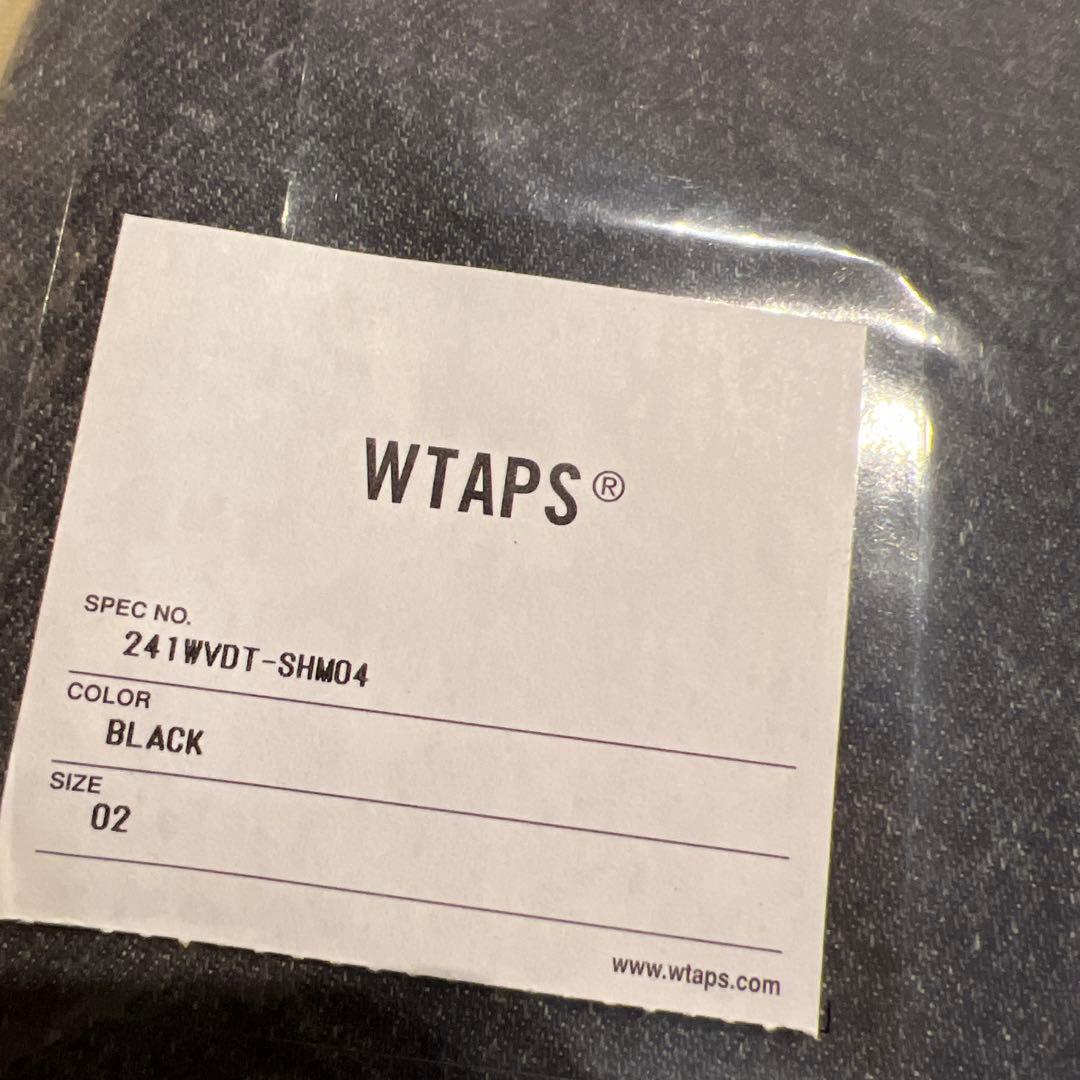 WTAPS®
SPEC NO.
241WVDT-SHM04
COLOR
BLACK
SIZE
02
www.wtaps.com